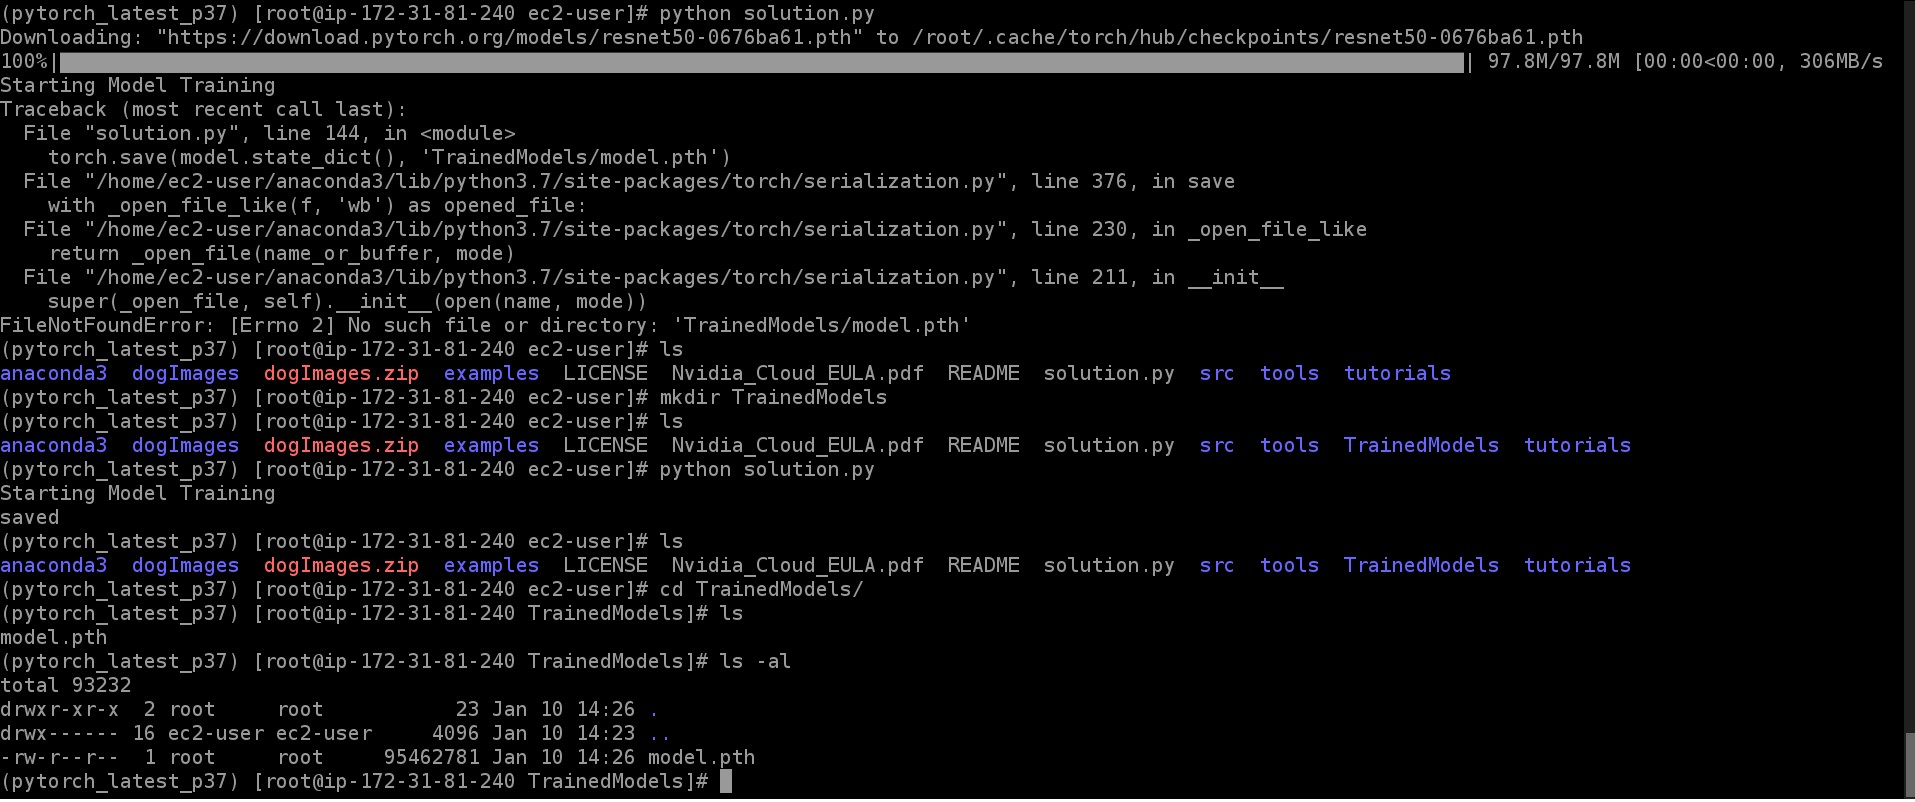 (pytorch_latest_p37) [root@ip-172-31-81-240 ec2-user]# python solution.py
Downloading: "https://download.pytorch.org/models/resnet50-0676ba61.pth" to /root/.cache/torch/hub/checkpoints/resnet50-0676ba61.pth
100%| | 97.8M/97.8M [00:00<00:00, 306MB/s
Starting Model Training
Traceback (most recent call last):
  File "solution.py", line 144, in <module>
    torch.save(model.state_dict(), 'TrainedModels/model.pth')
  File "/home/ec2-user/anaconda3/lib/python3.7/site-packages/torch/serialization.py", line 376, in save
    with _open_file_like(f, 'wb') as opened_file:
  File "/home/ec2-user/anaconda3/lib/python3.7/site-packages/torch/serialization.py", line 230, in _open_file_like
    return _open_file(name_or_buffer, mode)
  File "/home/ec2-user/anaconda3/lib/python3.7/site-packages/torch/serialization.py", line 211, in __init__
    super(_open_file, self).__init__(open(name, mode))
FileNotFoundError: [Errno 2] No such file or directory: 'TrainedModels/model.pth'
(pytorch_latest_p37) [root@ip-172-31-81-240 ec2-user]# ls
anaconda3  dogImages  dogImages.zip  examples  LICENSE  Nvidia_Cloud_EULA.pdf  README  solution.py  src  tools  tutorials
(pytorch_latest_p37) [root@ip-172-31-81-240 ec2-user]# mkdir TrainedModels
(pytorch_latest_p37) [root@ip-172-31-81-240 ec2-user]# ls
anaconda3  dogImages  dogImages.zip  examples  LICENSE  Nvidia_Cloud_EULA.pdf  README  solution.py  src  tools  TrainedModels  tutorials
(pytorch_latest_p37) [root@ip-172-31-81-240 ec2-user]# python solution.py
Starting Model Training
saved
(pytorch_latest_p37) [root@ip-172-31-81-240 ec2-user]# ls
anaconda3  dogImages  dogImages.zip  examples  LICENSE  Nvidia_Cloud_EULA.pdf  README  solution.py  src  tools  TrainedModels  tutorials
(pytorch_latest_p37) [root@ip-172-31-81-240 ec2-user]# cd TrainedModels/
(pytorch_latest_p37) [root@ip-172-31-81-240 TrainedModels]# ls
model.pth
(pytorch_latest_p37) [root@ip-172-31-81-240 TrainedModels]# ls -al
total 93232
drwxr-xr-x  2 root     root           23 Jan 10 14:26 .
drwx------ 16 ec2-user ec2-user     4096 Jan 10 14:23 ..
-rw-r--r--  1 root     root     95462781 Jan 10 14:26 model.pth
(pytorch_latest_p37) [root@ip-172-31-81-240 TrainedModels]#